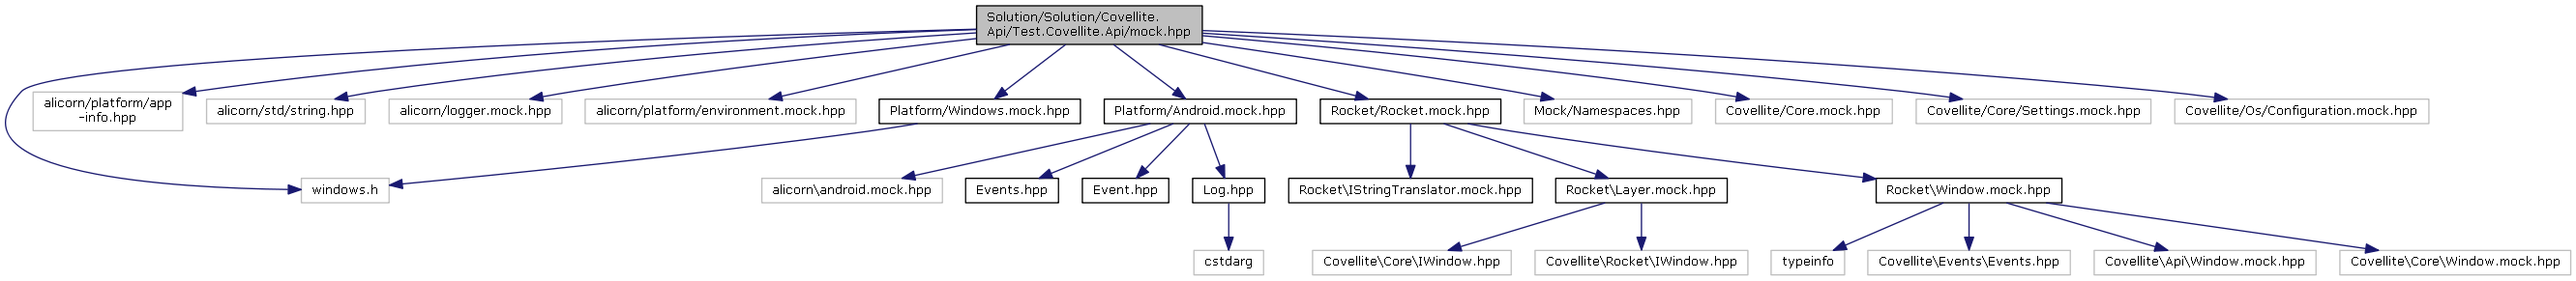 Solution/Solution/Covellite.
Api/Test.Covellite.Api/mock.hpp
alicorn/platform/app
-info.hpp
alicorn/std/string.hpp
alicorn/logger.mock.hpp
alicorn/platform/environment.mock.hpp
Platform/Windows.mock.hpp
Platform/Android.mock.hpp
Rocket/Rocket.mock.hpp
Mock/Namespaces.hpp
Covellite/Core.mock.hpp
Covellite/Core/Settings.mock.hpp
Covellite/Os/Configuration.mock.hpp
windows.h
alicorn\android.mock.hpp
Events.hpp
Event.hpp
Log.hpp
Rocket\IStringTranslator.mock.hpp
Rocket\Layer.mock.hpp
Rocket\Window.mock.hpp
cstdarg
Covellite\Core\IWindow.hpp
Covellite\Rocket\IWindow.hpp
typeinfo
Covellite\Events\Events.hpp
Covellite\Api\Window.mock.hpp
Covellite\Core\Window.mock.hpp